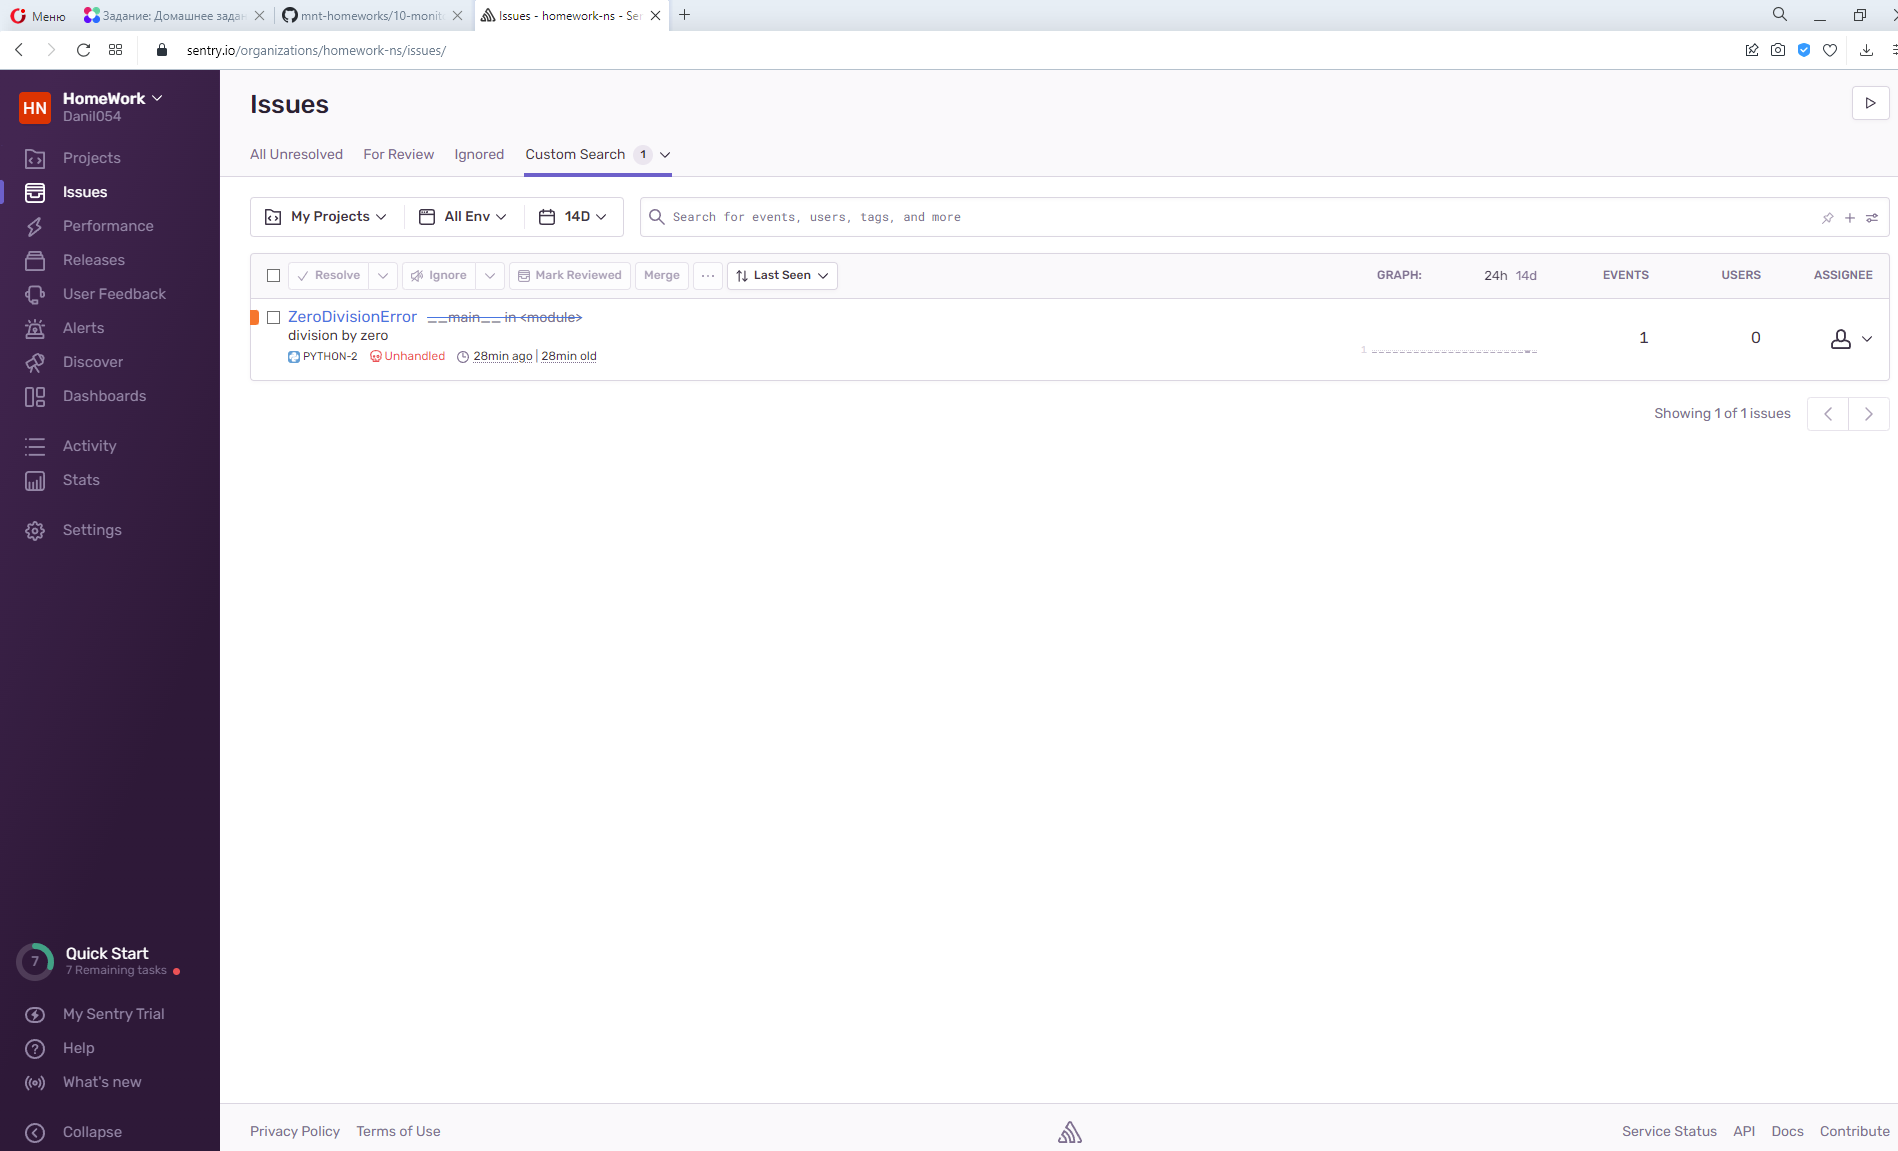 Меню
Задание: Домашнее задан
mnt-homeworks/10-monit
Issues - homework-ns - Se
sentry.io/organizations/homework-ns/issues/
HN
HomeWork
Danil054
Projects
Issues
Performance
Releases
User Feedback
Alerts
Discover
Dashboards
Activity
Stats
Settings
7
Quick Start
7 Remaining tasks
My Sentry Trial
Help
What's new
Collapse
Issues
All Unresolved For Review Ignored Custom Search 1
My Projects All Env 14D Search for events, users, tags, and more
Resolve Ignore Mark Reviewed Merge ... Last Seen GRAPH: 24h 14d EVENTS USERS ASSIGNEE
ZeroDivisionError __main__ in <module>
division by zero
PYTHON-2 Unhandled 28min ago | 28min old
1
1 0
Showing 1 of 1 issues
Privacy Policy Terms of Use Service Status API Docs Contribute